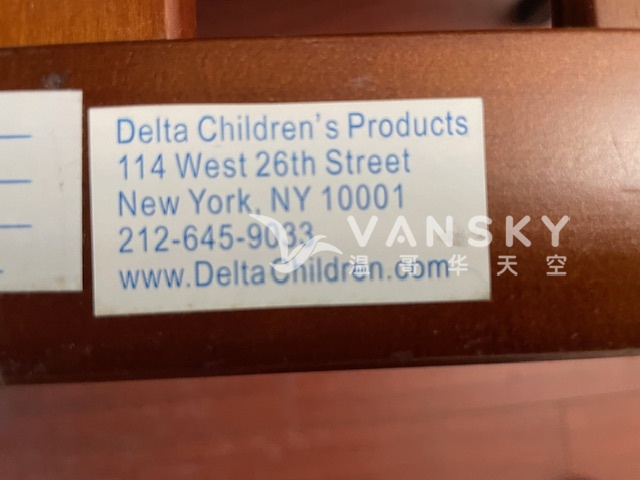 Delta Children's Products
114 West 26th Street
New York, NY 10001
212-645-9033
www.DeltaChildren.com
VANSKY
温哥华天空